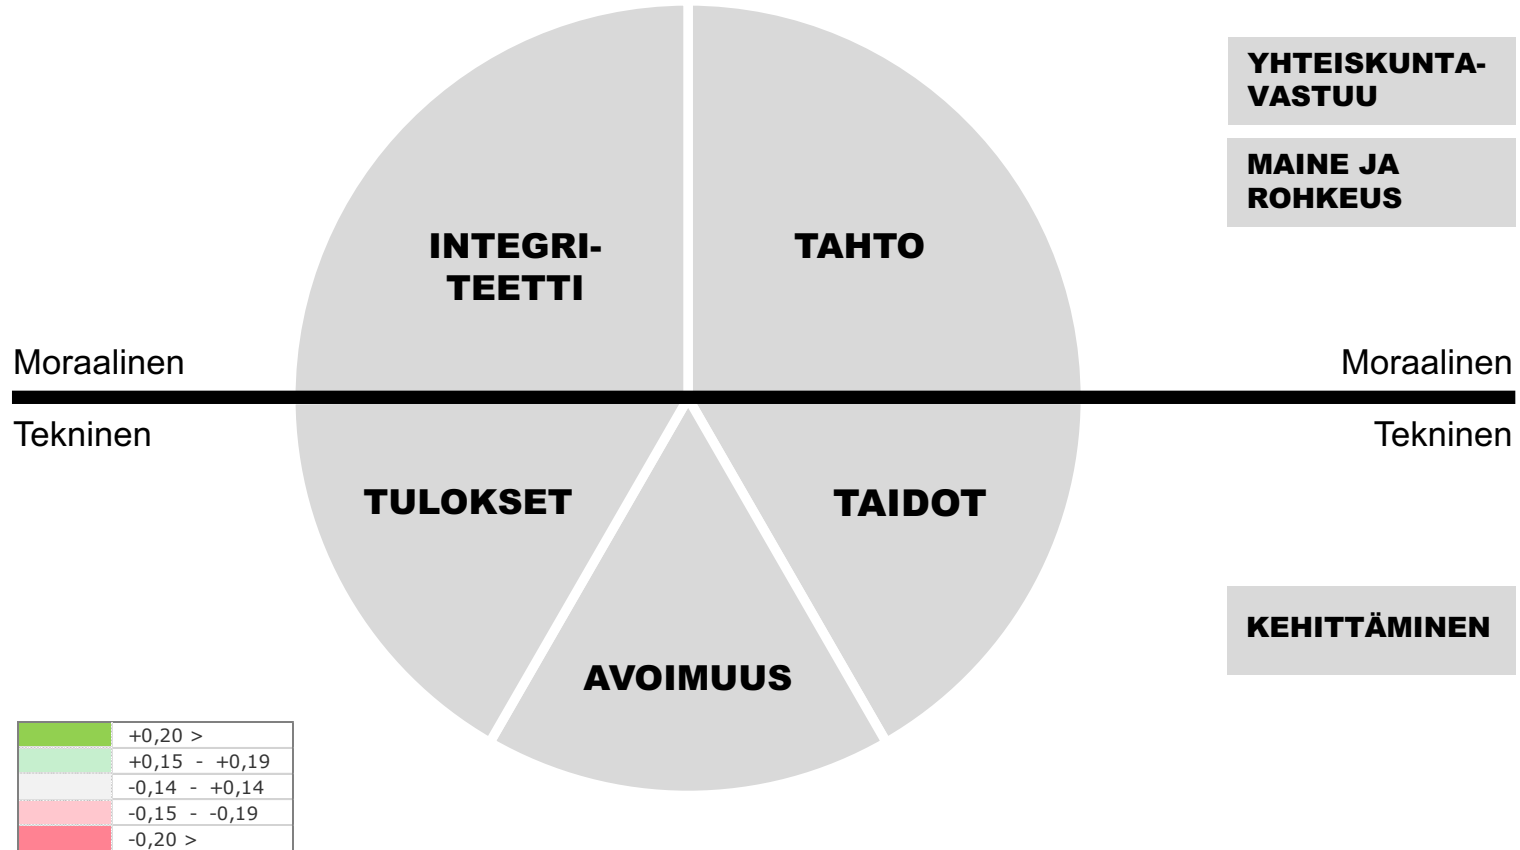 YHTEISKUNTA-
VASTUU
MAINE JA
ROHKEUS
INTEGRI-
TEETTI
TAHTO
Moraalinen
Moraalinen
Tekninen
Tekninen
TULOKSET
TAIDOT
KEHITTÄMINEN
AVOIMUUS
+0,20 >
+0,15 - +0,19
-0,14 - +0,14
-0,15 - -0,19
-0,20 >